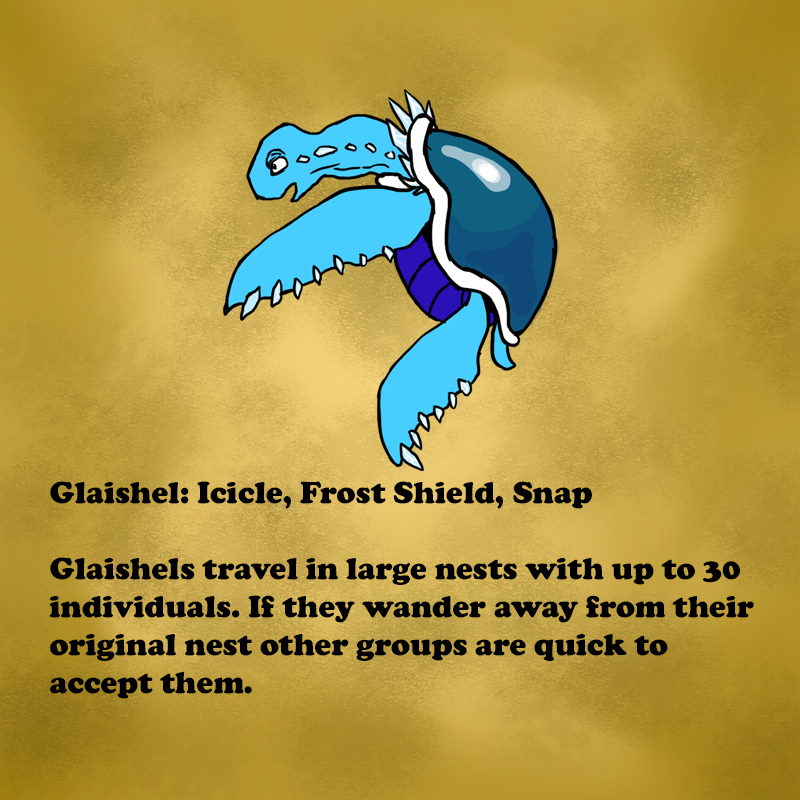 Glaishel: Icicle, Frost Shield, Snap
Glaishels travel in large nests with up to 30
individuals. If they wander away from their
original nest other groups are quick to
accept them.